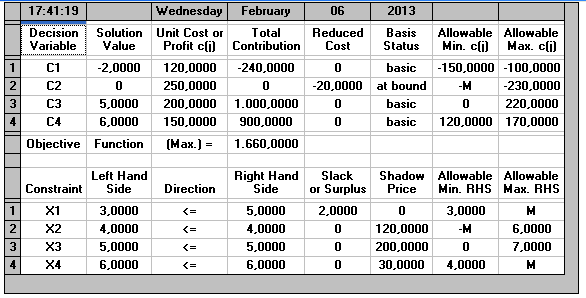 17:41:19 Wednesday February 06 2013
Decision Variable Solution Value Unit Cost or Profit c(j) Total Contribution Reduced Cost Basis Status Allowable Min. c(j) Allowable Max. c(j)
1 C1 -2,0000 120,0000 -240,0000 0 basic -150,0000 -100,0000
2 C2 0 250,0000 0 -20,0000 at bound -M -230,0000
3 C3 5,0000 200,0000 1.000,0000 0 basic 0 220,0000
4 C4 6,0000 150,0000 900,0000 0 basic 120,0000 170,0000
Objective Function (Max.) = 1.660,0000
Constraint Left Hand Side Direction Right Hand Side Slack or Surplus Shadow Price Allowable Min. RHS Allowable Max. RHS
1 X1 3,0000 <= 5,0000 2,0000 0 3,0000 M
2 X2 4,0000 <= 4,0000 0 120,0000 -M 6,0000
3 X3 5,0000 <= 5,0000 0 200,0000 0 7,0000
4 X4 6,0000 <= 6,0000 0 30,0000 4,0000 M